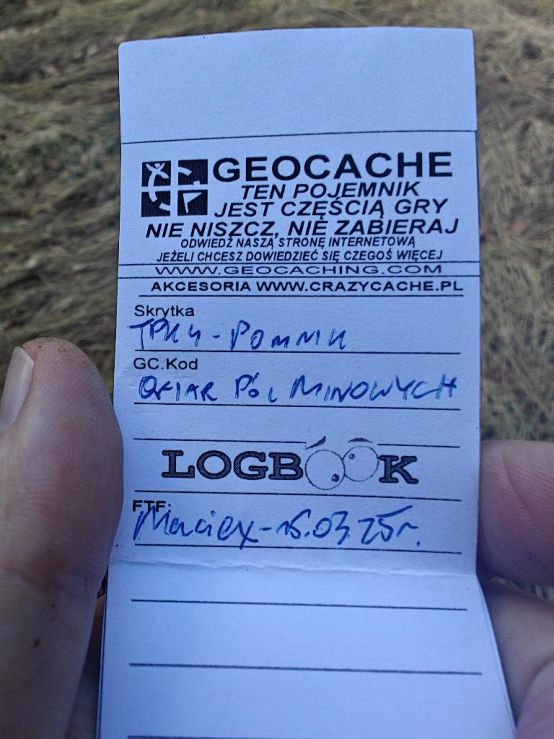 GEOCACHE
TEN POJEMNIK
JEST CZĘŚCIĄ GRY
NIE NISZCZ, NIE ZABIERAJ
ODWIEDŹ NASZĄ STRONĘ INTERNETOWĄ
JEŻELI CHCESZ DOWIEDZIEĆ SIĘ CZEGOŚ WIĘCEJ
WWW.GEOCACHING.COM
AKCESORIA WWW.CRAZYCACHE.PL
Skrytka
TPK4-POMNIK
GC.Kod
OFIAR PÓL MINOWYCH
LOGBOOK
FTF:
Maciex-15.03.25r.